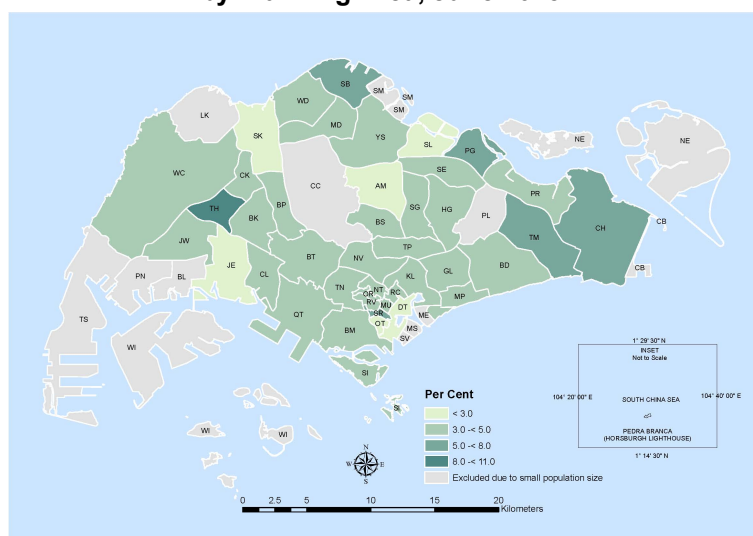 LK
SB
SM
SM
SM
WD
MD
SK
YS
SL
PG
NE
NE
WC
CK
CC
AM
SE
PR
TH
BK
BP
SG
HG
PL
BS
TM
CH
CB
JW
TP
JE
BT
NV
CB
PN
BL
CL
KL
GL
BD
TN
NT
OR
RC
RV
MU
DT
MP
TS
QT
SR
ME
OT
MS
BM
SV
WI
SI
WI
WI
1° 29' 30" N
INSET
Not to Scale
104° 20' 00" E
104° 40' 00" E
SOUTH CHINA SEA
PEDRA BRANCA
(HORSBURGH LIGHTHOUSE)
1° 14' 30" N
Per Cent
< 3.0
3.0 -< 5.0
5.0 -< 8.0
8.0 -< 11.0
Excluded due to small population size
N
W
E
S
0 2.5 5 10 15 20
Kilometers